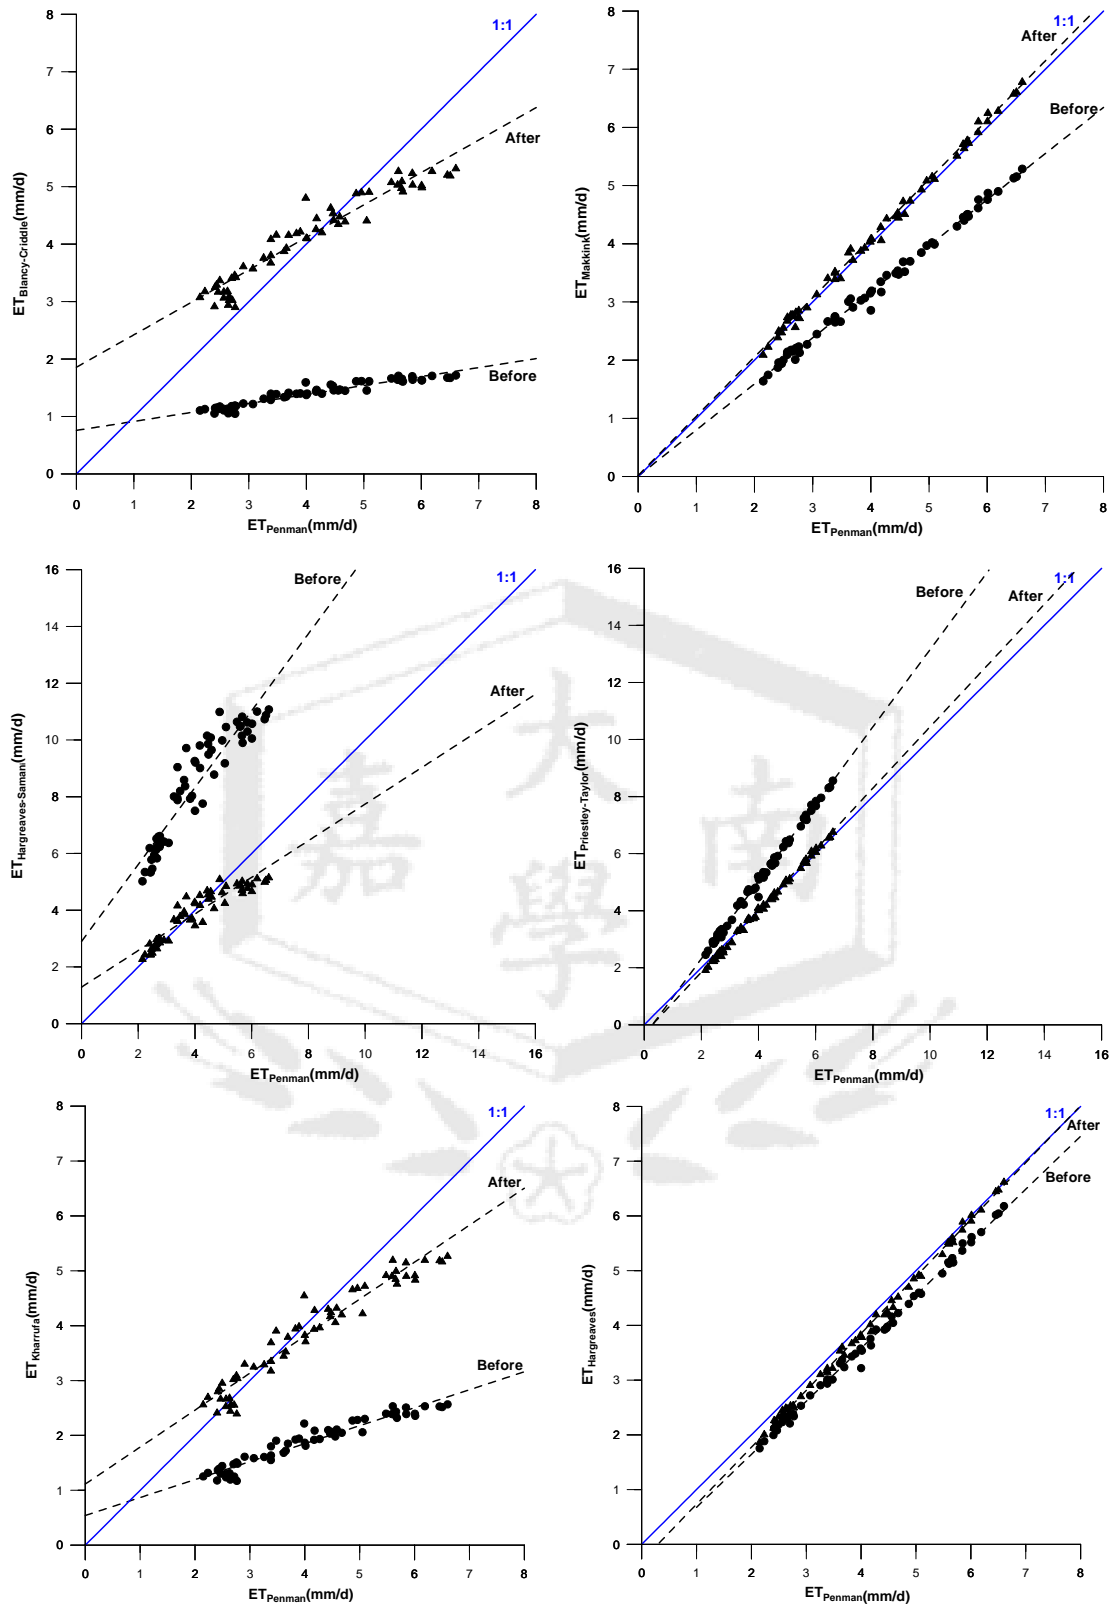 8
7
6
5
4
3
2
1
0
0 1 2 3 4 5 6 7 8
ET_Blancy-Criddle(mm/d)
ET_Penman(mm/d)
1:1
After
Before
8
7
6
5
4
3
2
1
0
0 1 2 3 4 5 6 7 8
ET_Makkink(mm/d)
ET_Penman(mm/d)
1:1
After
Before
16
14
12
10
8
6
4
2
0
0 2 4 6 8 10 12 14 16
ET_Hargreaves-Samani(mm/d)
ET_Penman(mm/d)
Before
1:1
After
16
14
12
10
8
6
4
2
0
0 2 4 6 8 10 12 14 16
ET_Priestley-Taylor(mm/d)
ET_Penman(mm/d)
Before
After
1:1
大
嘉 南
學
8
7
6
5
4
3
2
1
0
0 1 2 3 4 5 6 7 8
ET_Kharrufa(mm/d)
ET_Penman(mm/d)
1:1
After
Before
8
7
6
5
4
3
2
1
0
0 1 2 3 4 5 6 7 8
ET_Hargreaves(mm/d)
ET_Penman(mm/d)
1:1
After
Before